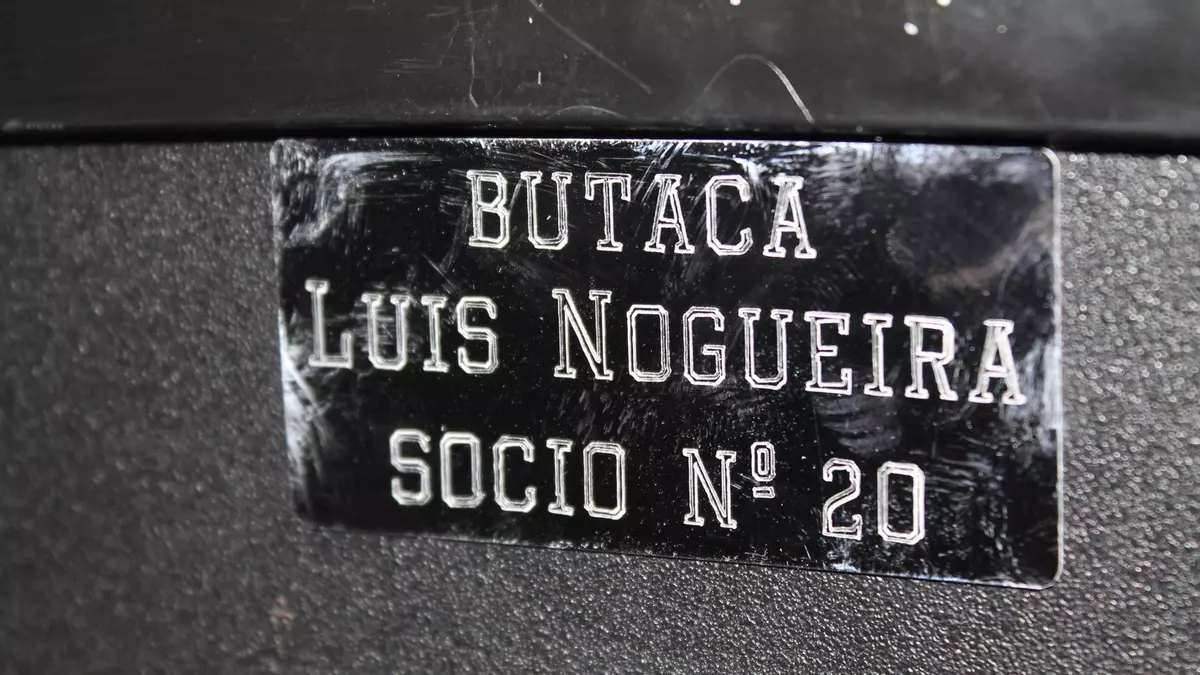 BUTACA
LUIS NOGUEIRA
SOCIO Nº 20